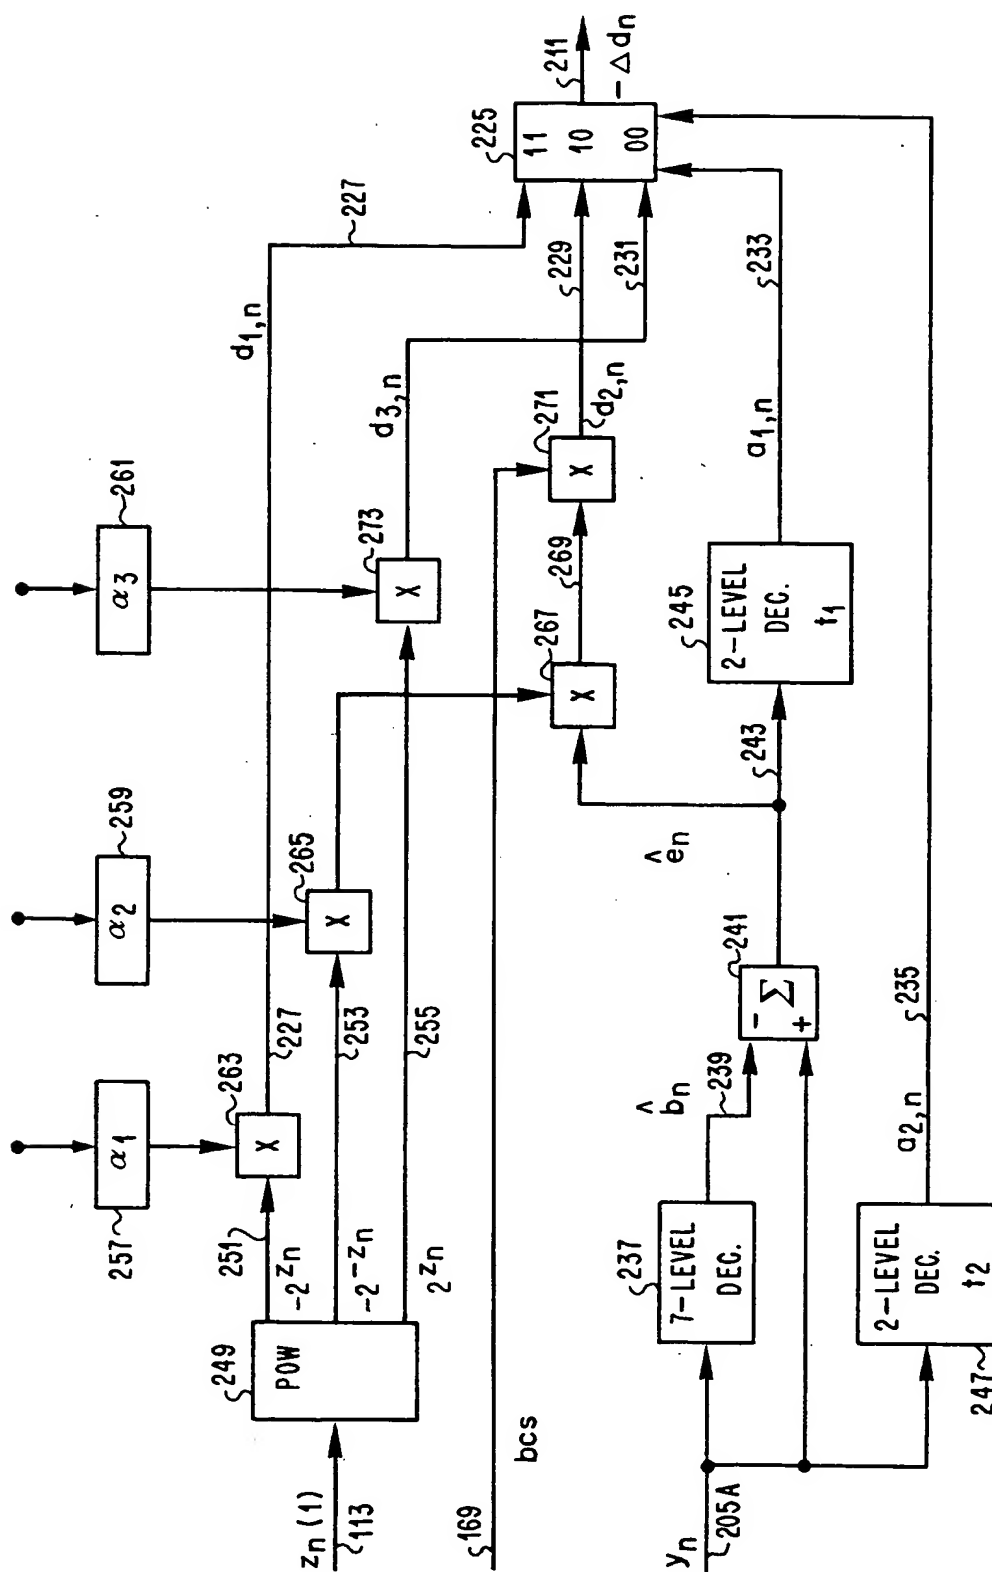 211
-Δdn
225
11
10
00
227
229
231
233
d1,n
d3,n
d2,n
271
a1,n
261
α3
273
X
X
269
267
X
245
2-LEVEL
DEC.
t1
243
259
α2
265
X
ên
241
- Σ
+
235
227
253
255
263
X
α1
257
251
239
b̂n
a2,n
-2^zn
-2^-zn
2^zn
249
POW
237
7-LEVEL
DEC.
2-LEVEL
DEC.
t2
247
zn(1)
113
bcs
169
yn
205A